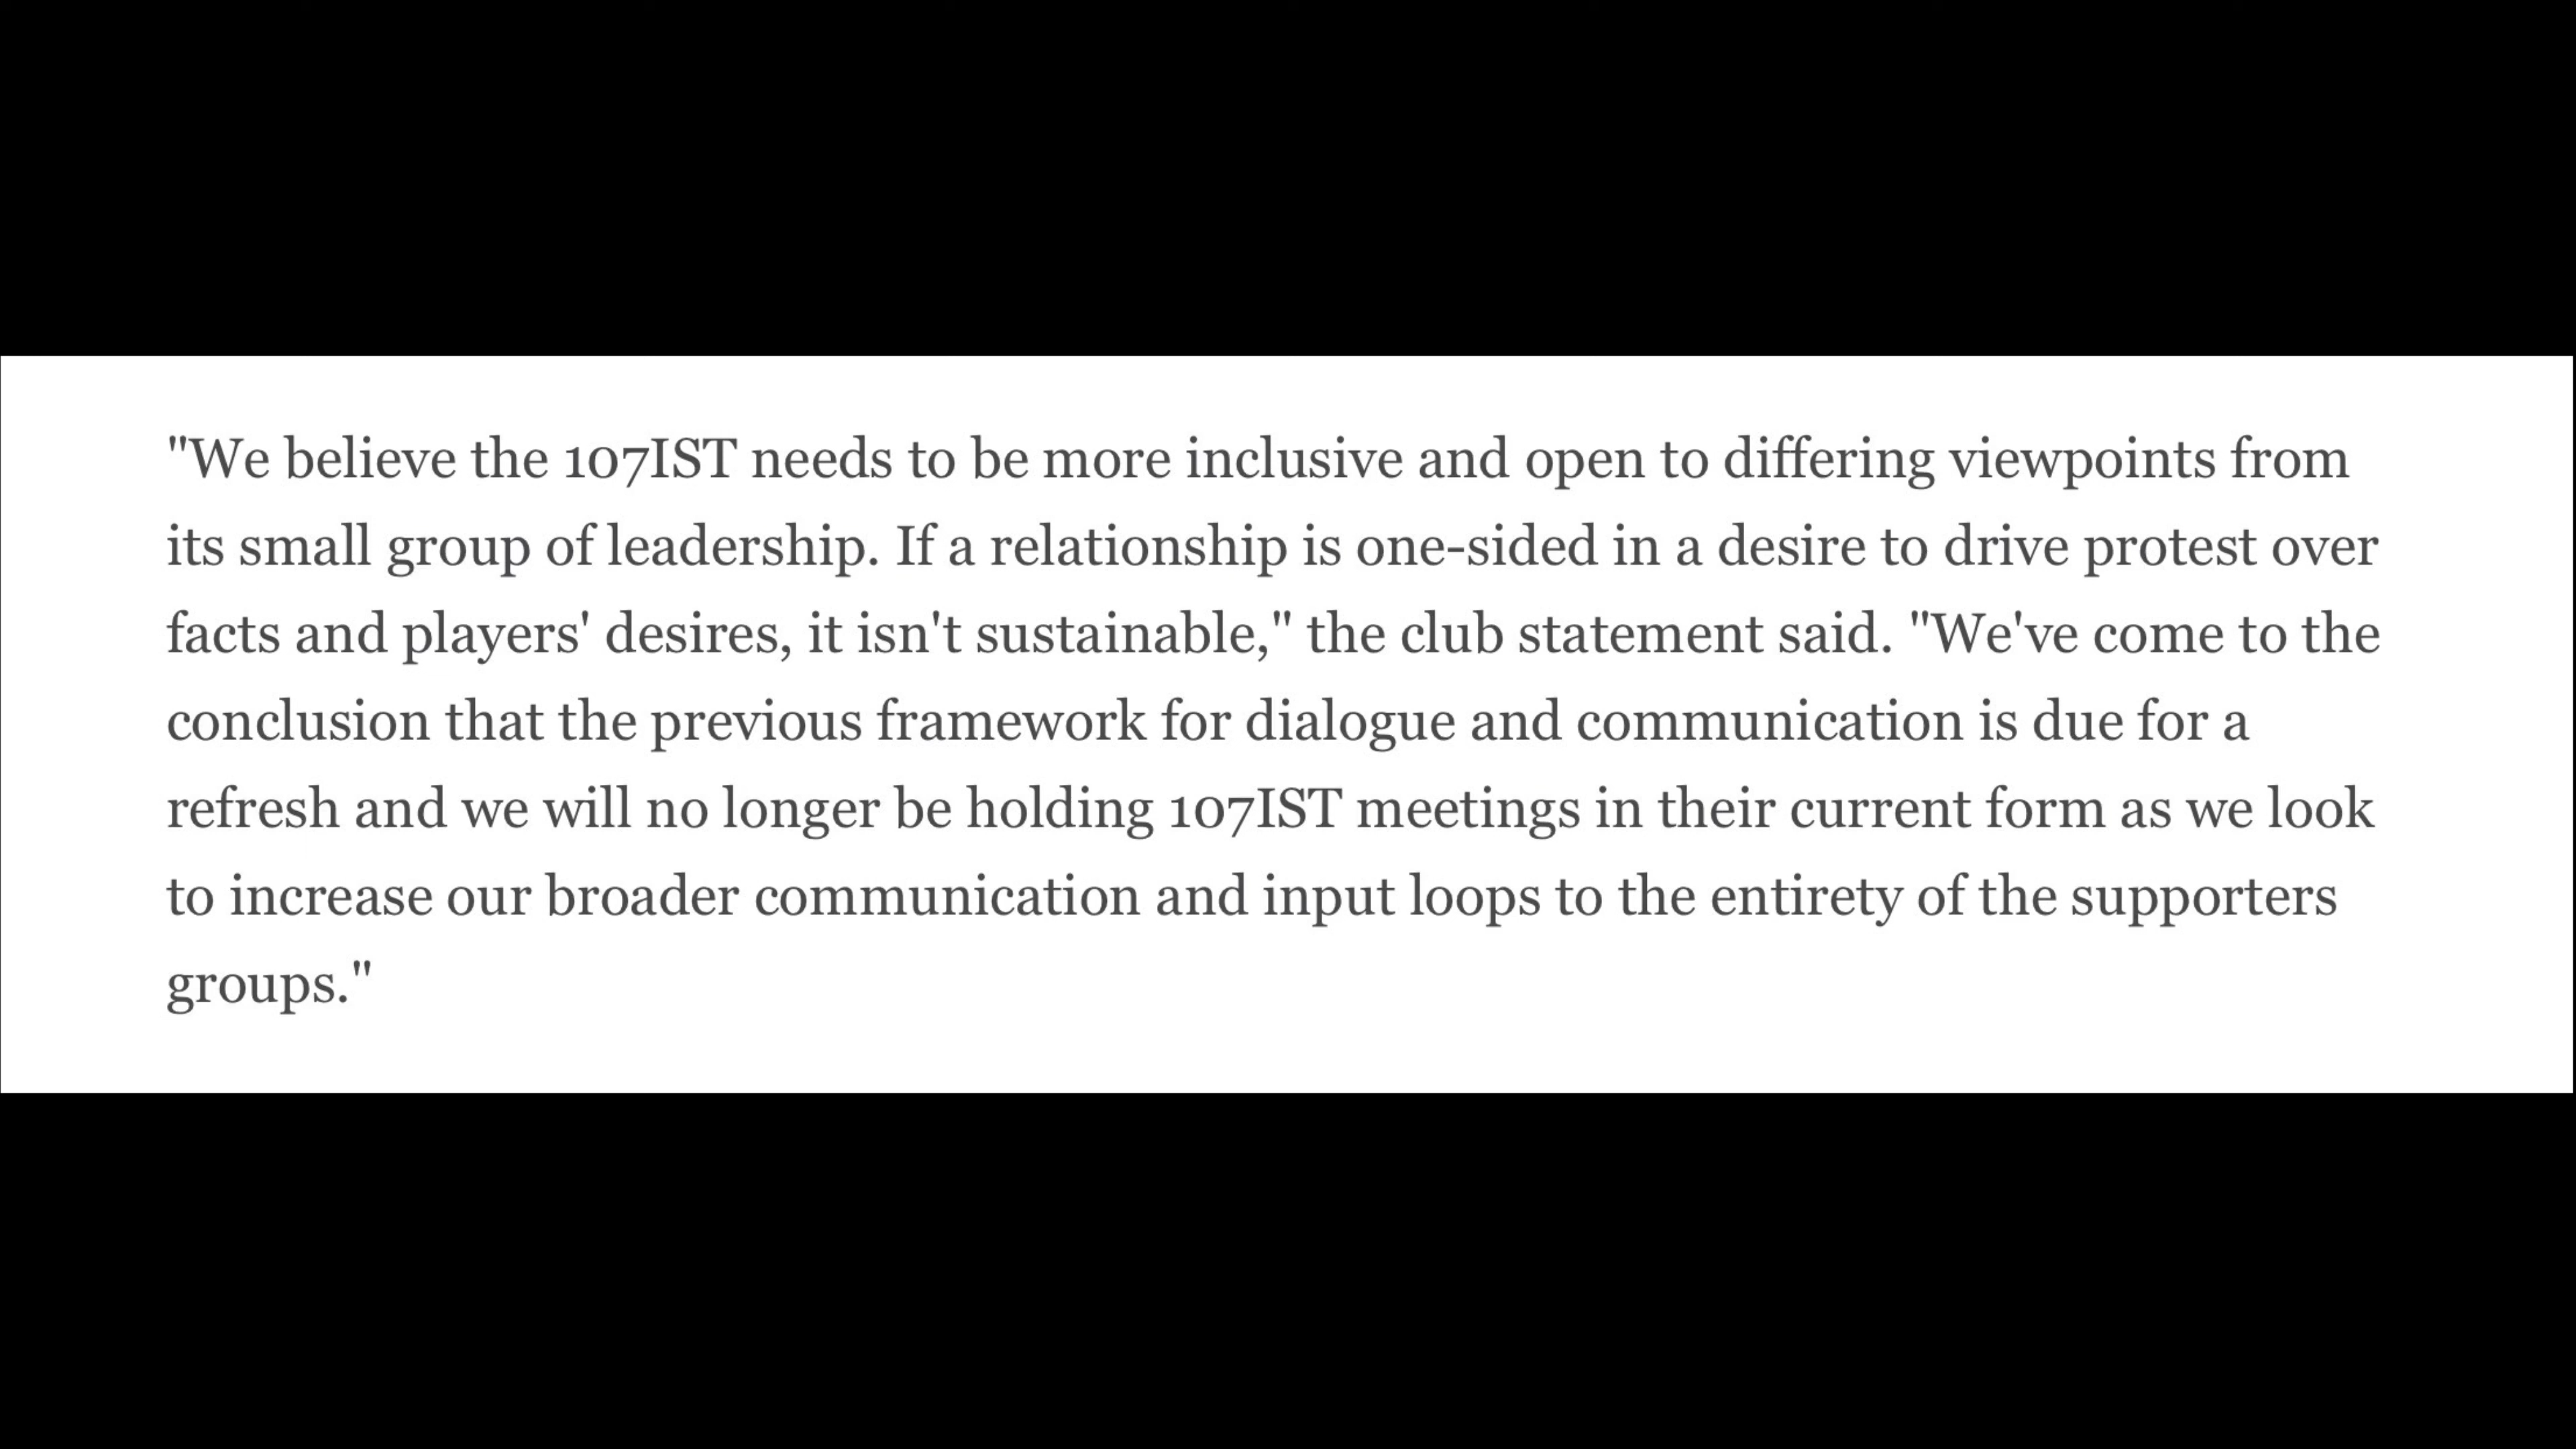 "We believe the 107IST needs to be more inclusive and open to differing viewpoints from
its small group of leadership. If a relationship is one-sided in a desire to drive protest over
facts and players' desires, it isn't sustainable," the club statement said. "We've come to the
conclusion that the previous framework for dialogue and communication is due for a
refresh and we will no longer be holding 107IST meetings in their current form as we look
to increase our broader communication and input loops to the entirety of the supporters
groups."